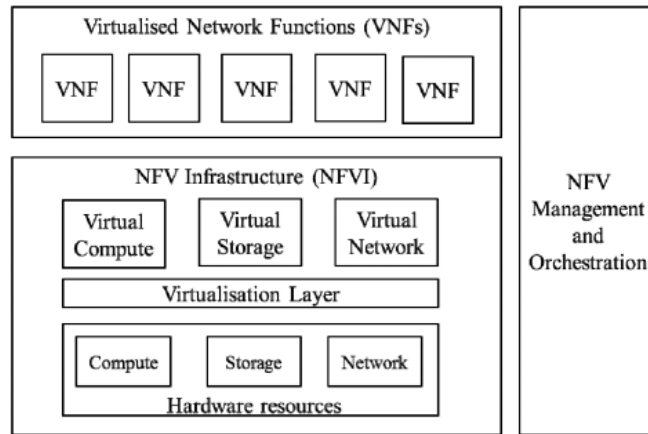 Virtualised Network Functions (VNFs)
VNF VNF VNF VNF VNF
NFV Infrastructure (NFVI)
Virtual Compute
Virtual Storage
Virtual Network
Virtualisation Layer
Compute Storage Network
Hardware resources
NFV
Management
and
Orchestration